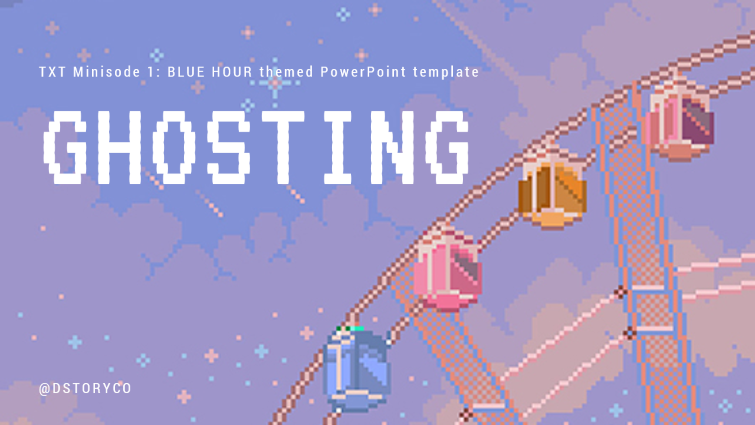 TXT Minisode 1: BLUE HOUR themed PowerPoint template
GHOSTING
@DSTORYCO